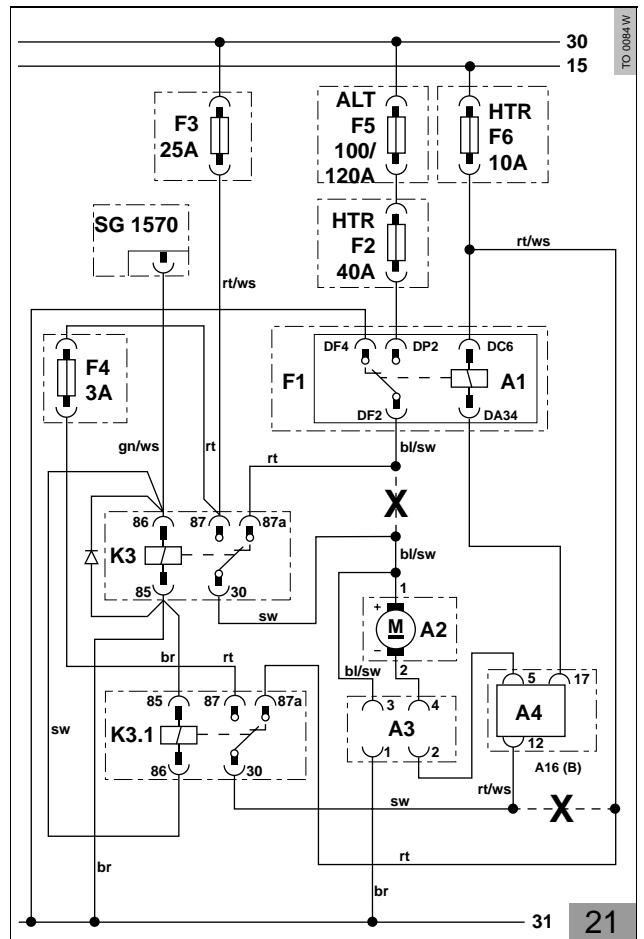 TO 0084 W
30
15
F3
25A
ALT
F5
100/
120A
HTR
F6
10A
SG 1570
HTR
F2
40A
rt/ws
rt/ws
F4
3A
DF4
DP2
DC6
F1
A1
DF2
DA34
gn/ws
rt
bl/sw
rt
X
86
87
87a
K3
bl/sw
85
30
1
sw
+
M
A2
-
br
rt
bl/sw
2
5
17
85
87
87a
3
4
A4
K3.1
A3
sw
12
86
30
1
2
A16 (B)
rt/ws
sw
X
br
rt
br
31
21